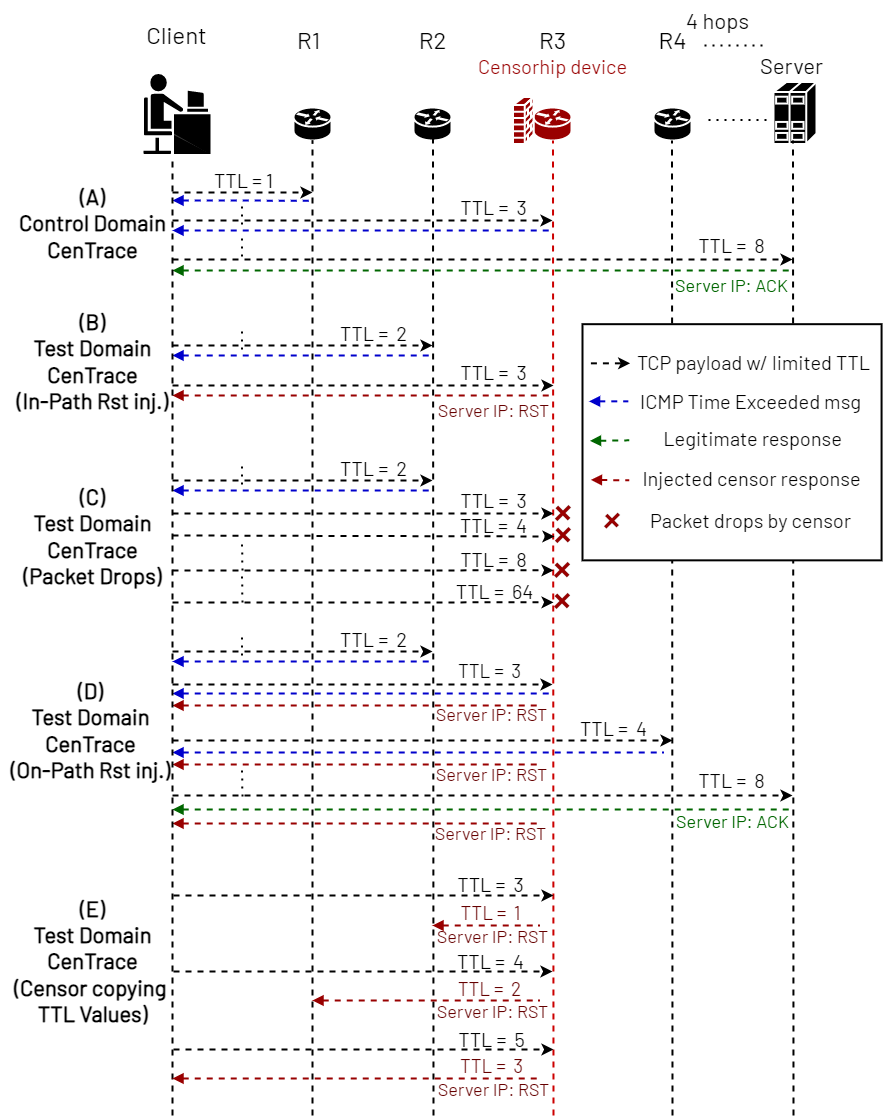 4 hops
Client
R1
R2
R3
R4
Censorhip device
Server
(A)
Control Domain
CenTrace
TTL = 1
TTL = 3
TTL = 8
Server IP: ACK
(B)
Test Domain
CenTrace
(In-Path Rst inj.)
TTL = 2
TTL = 3
Server IP: RST
TCP payload w/ limited TTL
ICMP Time Exceeded msg
Legitimate response
Injected censor response
Packet drops by censor
(C)
Test Domain
CenTrace
(Packet Drops)
TTL = 2
TTL = 3
TTL = 4
TTL = 8
TTL = 64
(D)
Test Domain
CenTrace
(On-Path Rst inj.)
TTL = 2
TTL = 3
Server IP: RST
TTL = 4
Server IP: RST
TTL = 8
Server IP: ACK
Server IP: RST
(E)
Test Domain
CenTrace
(Censor copying
TTL Values)
TTL = 3
TTL = 1
Server IP: RST
TTL = 4
TTL = 2
Server IP: RST
TTL = 5
TTL = 3
Server IP: RST